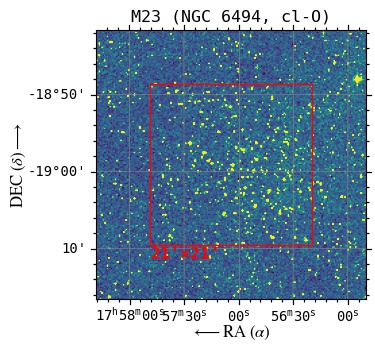 M23 (NGC 6494, cl-O)
-18°50'
-19°00'
10'
DEC (δ) ⟶
21'×21'
17ʰ58ᵐ00ˢ 57ᵐ30ˢ 00ˢ 56ᵐ30ˢ 00ˢ
⟵ RA (α)